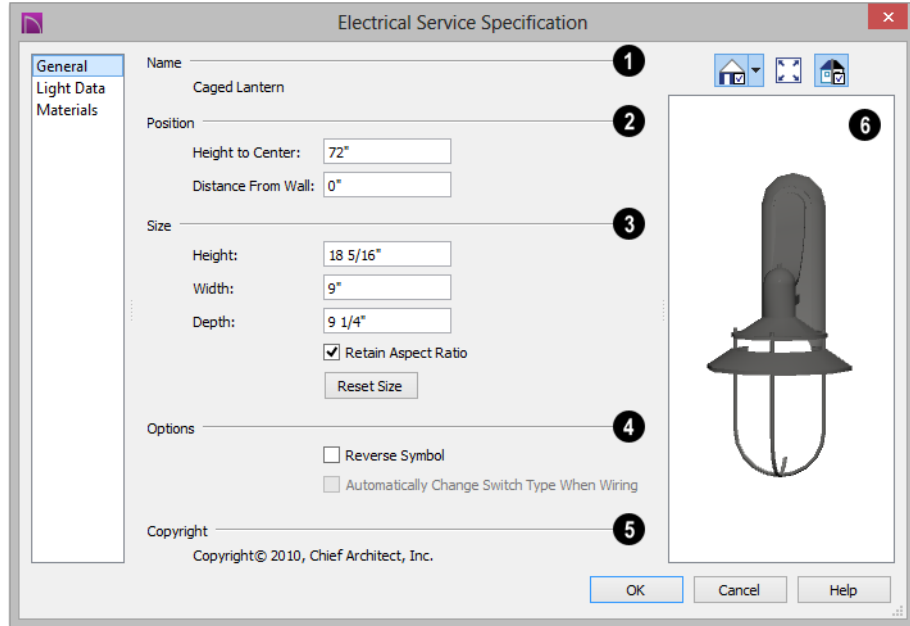 Electrical Service Specification
General
Light Data
Materials
Name
1
Caged Lantern
Position
2
Height to Center: 72"
Distance From Wall: 0"
Size
3
Height: 18 5/16"
Width: 9"
Depth: 9 1/4"
Retain Aspect Ratio
Reset Size
Options
4
Reverse Symbol
Automatically Change Switch Type When Wiring
Copyright
5
Copyright© 2010, Chief Architect, Inc.
6
OK Cancel Help